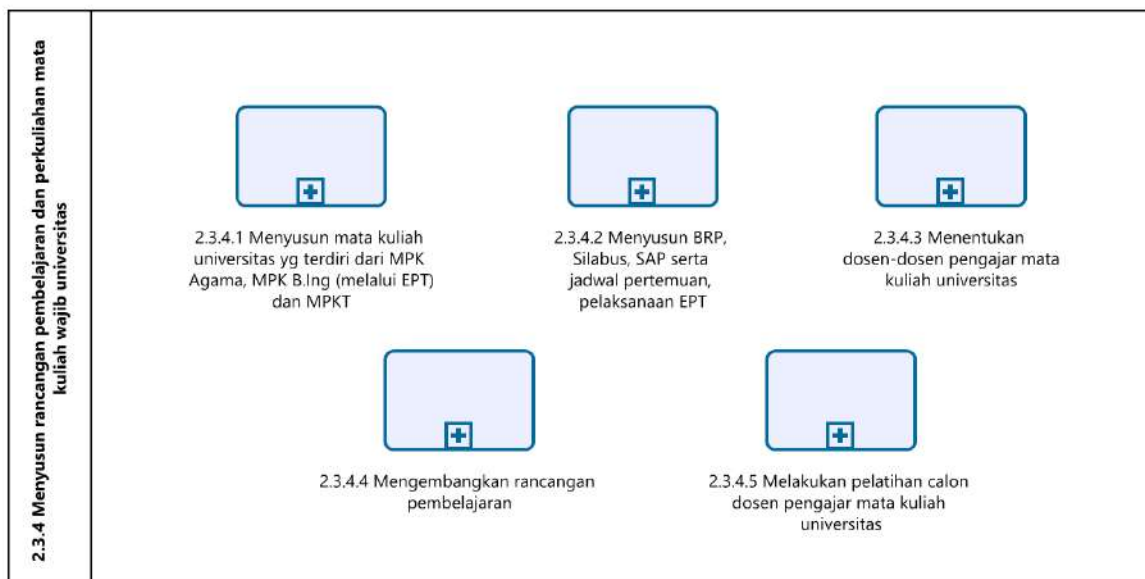 2.3.4 Menyusun rancangan pembelajaran dan perkuliahan mata
kuliah wajib universitas
2.3.4.1 Menyusun mata kuliah
universitas yg terdiri dari MPK
Agama, MPK B.Ing (melalui EPT)
dan MPKT
2.3.4.2 Menyusun BRP,
Silabus, SAP serta
jadwal pertemuan,
pelaksanaan EPT
2.3.4.3 Menentukan
dosen-dosen pengajar mata
kuliah universitas
2.3.4.4 Mengembangkan rancangan
pembelajaran
2.3.4.5 Melakukan pelatihan calon
dosen pengajar mata kuliah
universitas